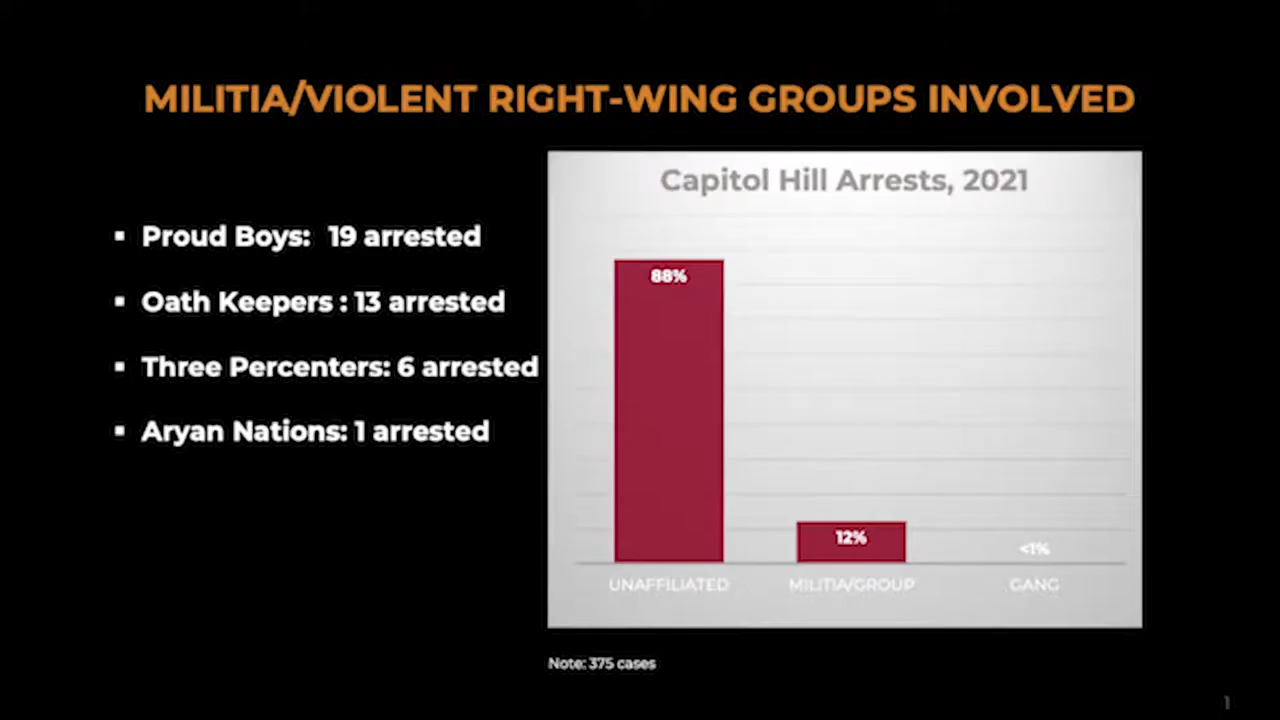 MILITIA/VIOLENT RIGHT-WING GROUPS INVOLVED
▪ Proud Boys: 19 arrested
▪ Oath Keepers : 13 arrested
▪ Three Percenters: 6 arrested
▪ Aryan Nations: 1 arrested
Capitol Hill Arrests, 2021
88%
12%
<1%
UNAFFILIATED
MILITIA/GROUP
GANG
Note: 375 cases
1